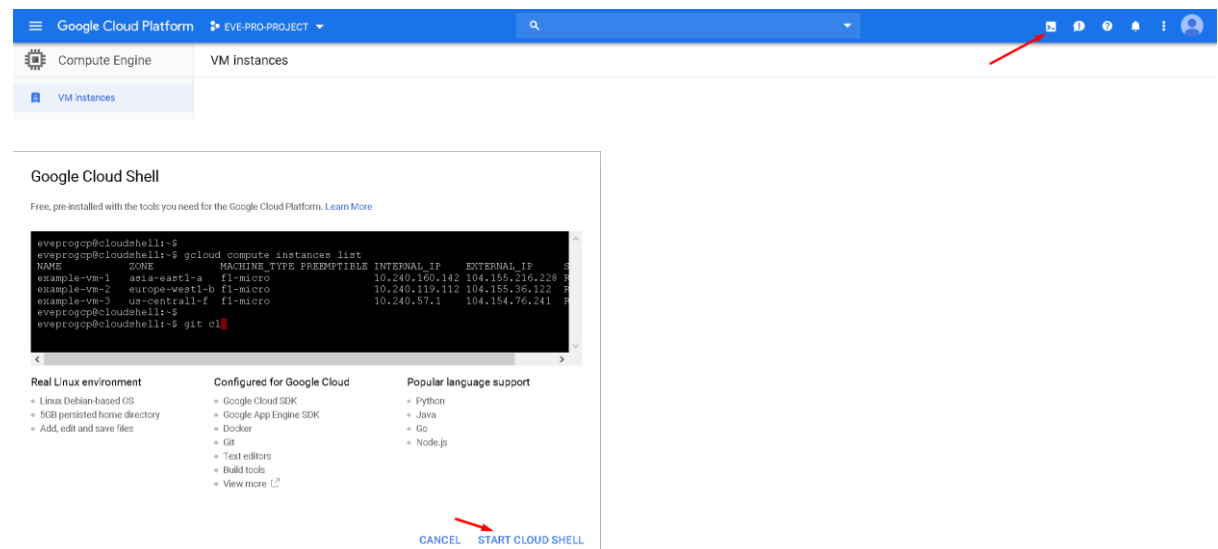 Google Cloud Platform EVE-PRO-PROJECT
Compute Engine VM instances
VM instances
Google Cloud Shell
Free, pre-installed with the tools you need for the Google Cloud Platform. Learn More
eveprogcp@cloudshell:~$
eveprogcp@cloudshell:~$ gcloud compute instances list
NAME ZONE MACHINE_TYPE PREEMPTIBLE INTERNAL_IP EXTERNAL_IP S
example-vm-1 asia-east1-a f1-micro 10.240.160.142 104.155.216.228 R
example-vm-2 europe-west1-b f1-micro 10.240.119.112 104.155.36.122 R
example-vm-3 us-central1-f f1-micro 10.240.57.1 104.154.76.241 R
eveprogcp@cloudshell:~$
eveprogcp@cloudshell:~$ git cl
Real Linux environment
Linux Debian-based OS
5GB persisted home directory
Add, edit and save files
Configured for Google Cloud
Google Cloud SDK
Google App Engine SDK
Docker
Git
Text editors
Build tools
View more
Popular language support
Python
Java
Go
Node.js
CANCEL START CLOUD SHELL